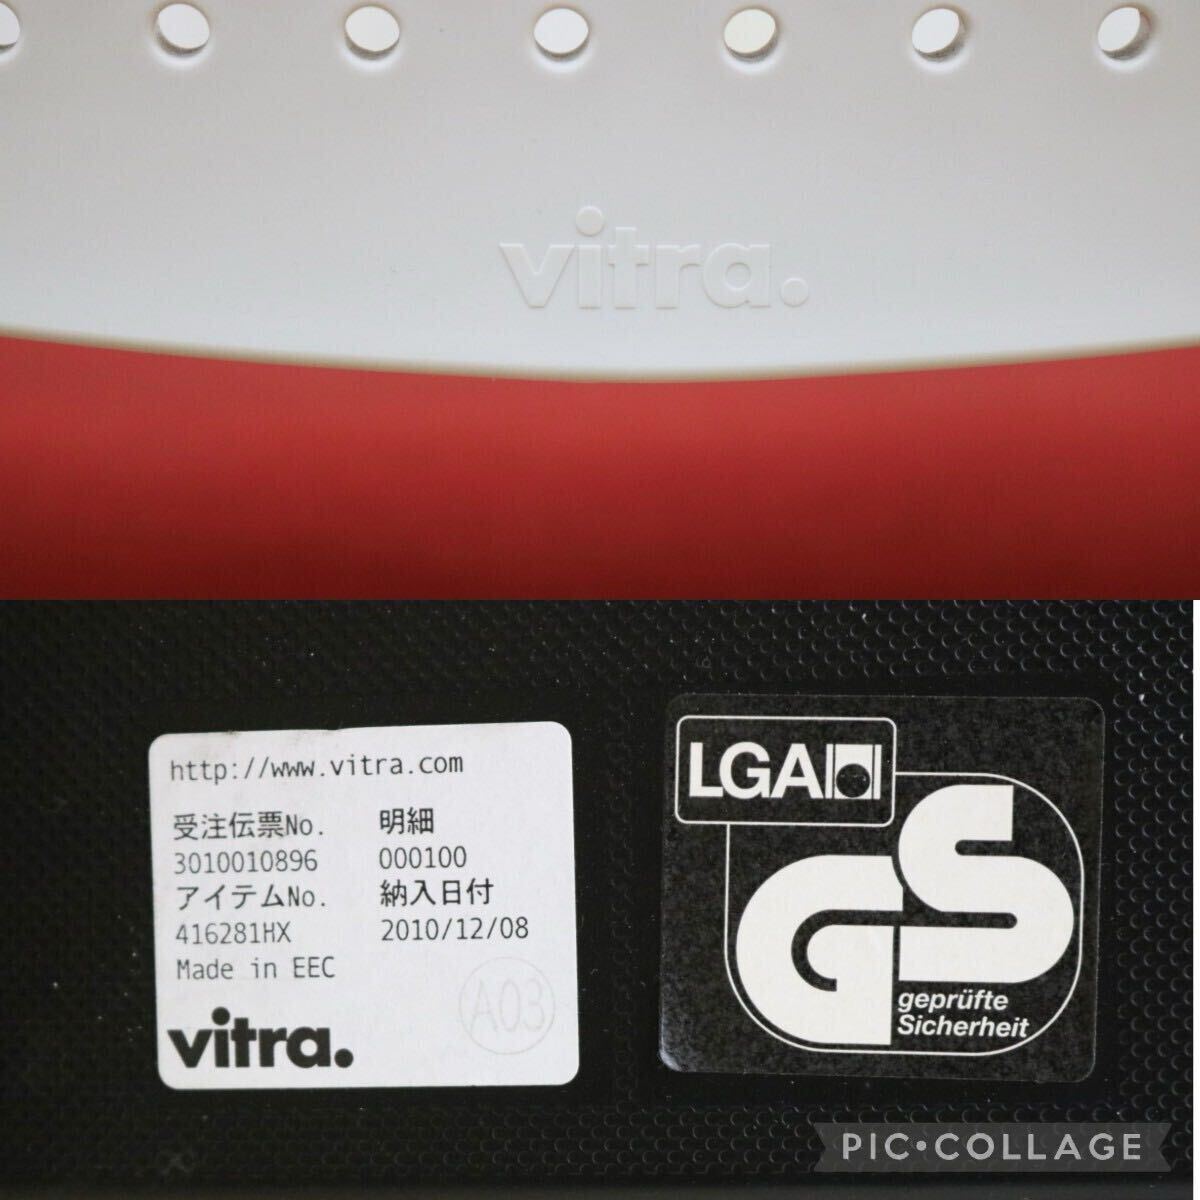 vitra.
http://www.vitra.com
受注伝票No. 明細
3010010896 000100
アイテムNo. 納入日付
416281HX 2010/12/08
Made in EEC
A03
vitra.
LGA
GS
geprüfte
Sicherheit
PIC•COLLAGE